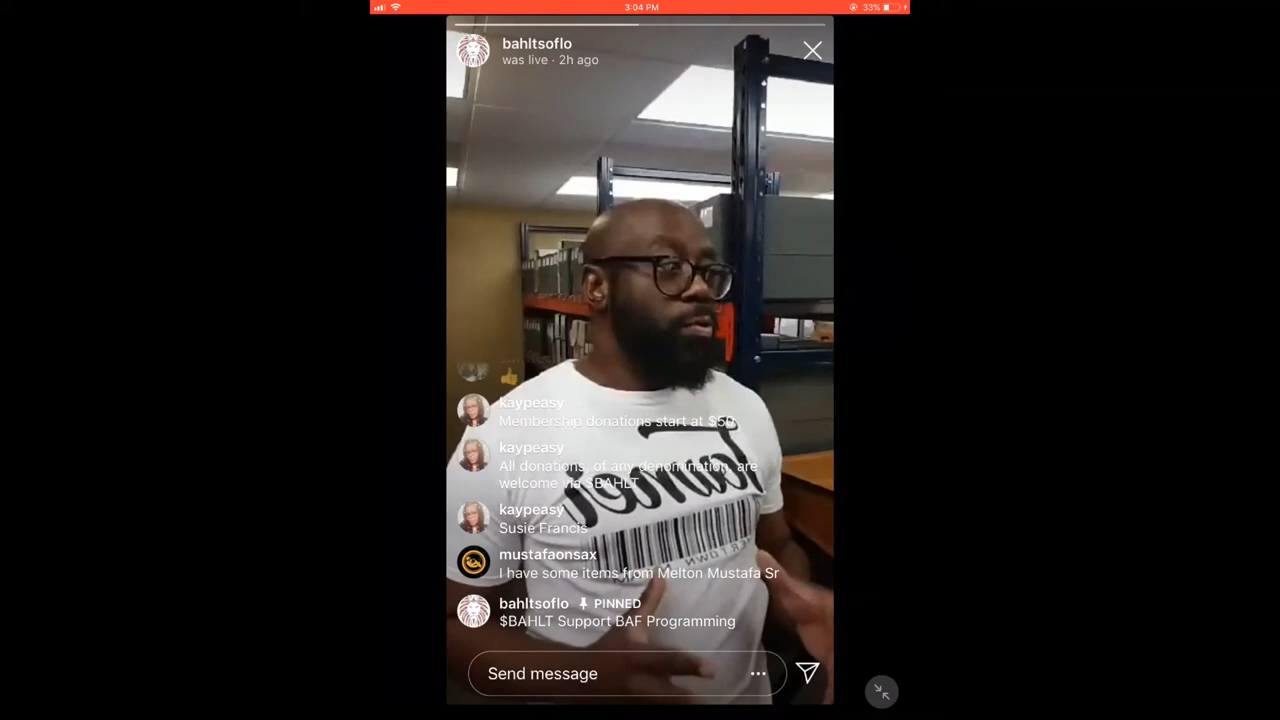 3:04 PM
33%
bahltsoflo
was live · 2h ago
kaypeasy
Membership donations start at $50
kaypeasy
All donations, of any denomination, are
welcome via $BAHLT
kaypeasy
Susie Francis
mustafaonsax
I have some items from Melton Mustafa Sr
bahltsoflo PINNED
$BAHLT Support BAF Programming
Send message